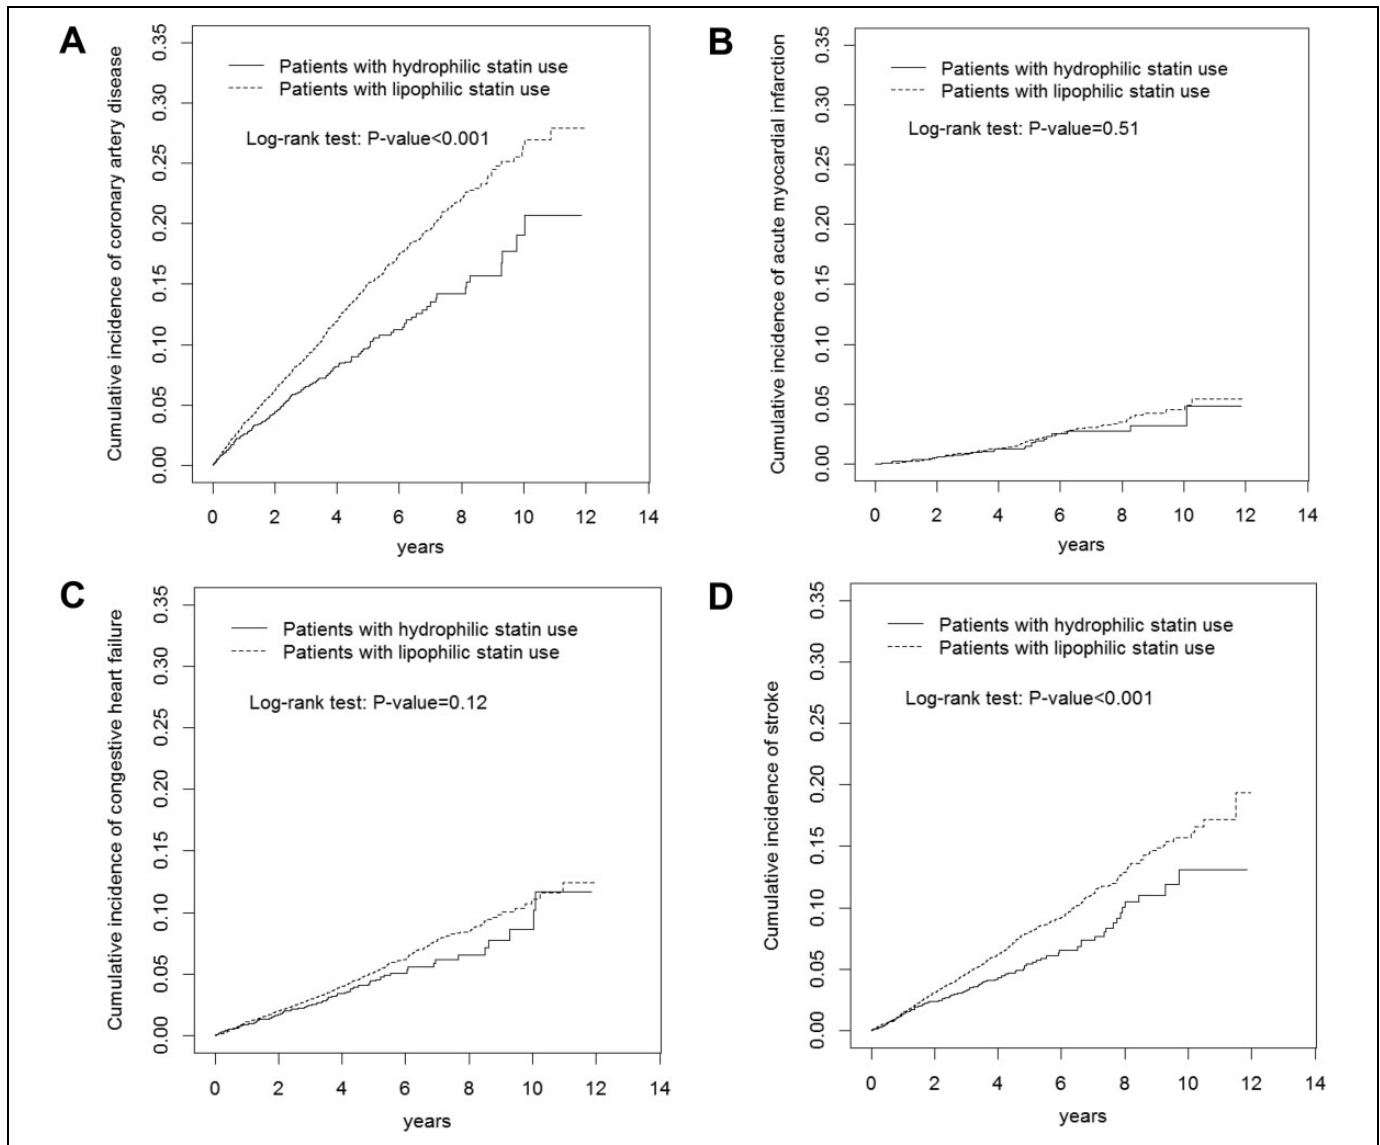 A
Cumulative incidence of coronary artery disease
0.35
0.30
0.25
0.20
0.15
0.10
0.05
0.00
Patients with hydrophilic statin use
Patients with lipophilic statin use
Log-rank test: P-value<0.001
0 2 4 6 8 10 12 14
years
B
Cumulative incidence of acute myocardial infarction
0.35
0.30
0.25
0.20
0.15
0.10
0.05
0.00
Patients with hydrophilic statin use
Patients with lipophilic statin use
Log-rank test: P-value=0.51
0 2 4 6 8 10 12 14
years
C
Cumulative incidence of congestive heart failure
0.35
0.30
0.25
0.20
0.15
0.10
0.05
0.00
Patients with hydrophilic statin use
Patients with lipophilic statin use
Log-rank test: P-value=0.12
0 2 4 6 8 10 12 14
years
D
Cumulative incidence of stroke
0.35
0.30
0.25
0.20
0.15
0.10
0.05
0.00
Patients with hydrophilic statin use
Patients with lipophilic statin use
Log-rank test: P-value<0.001
0 2 4 6 8 10 12 14
years